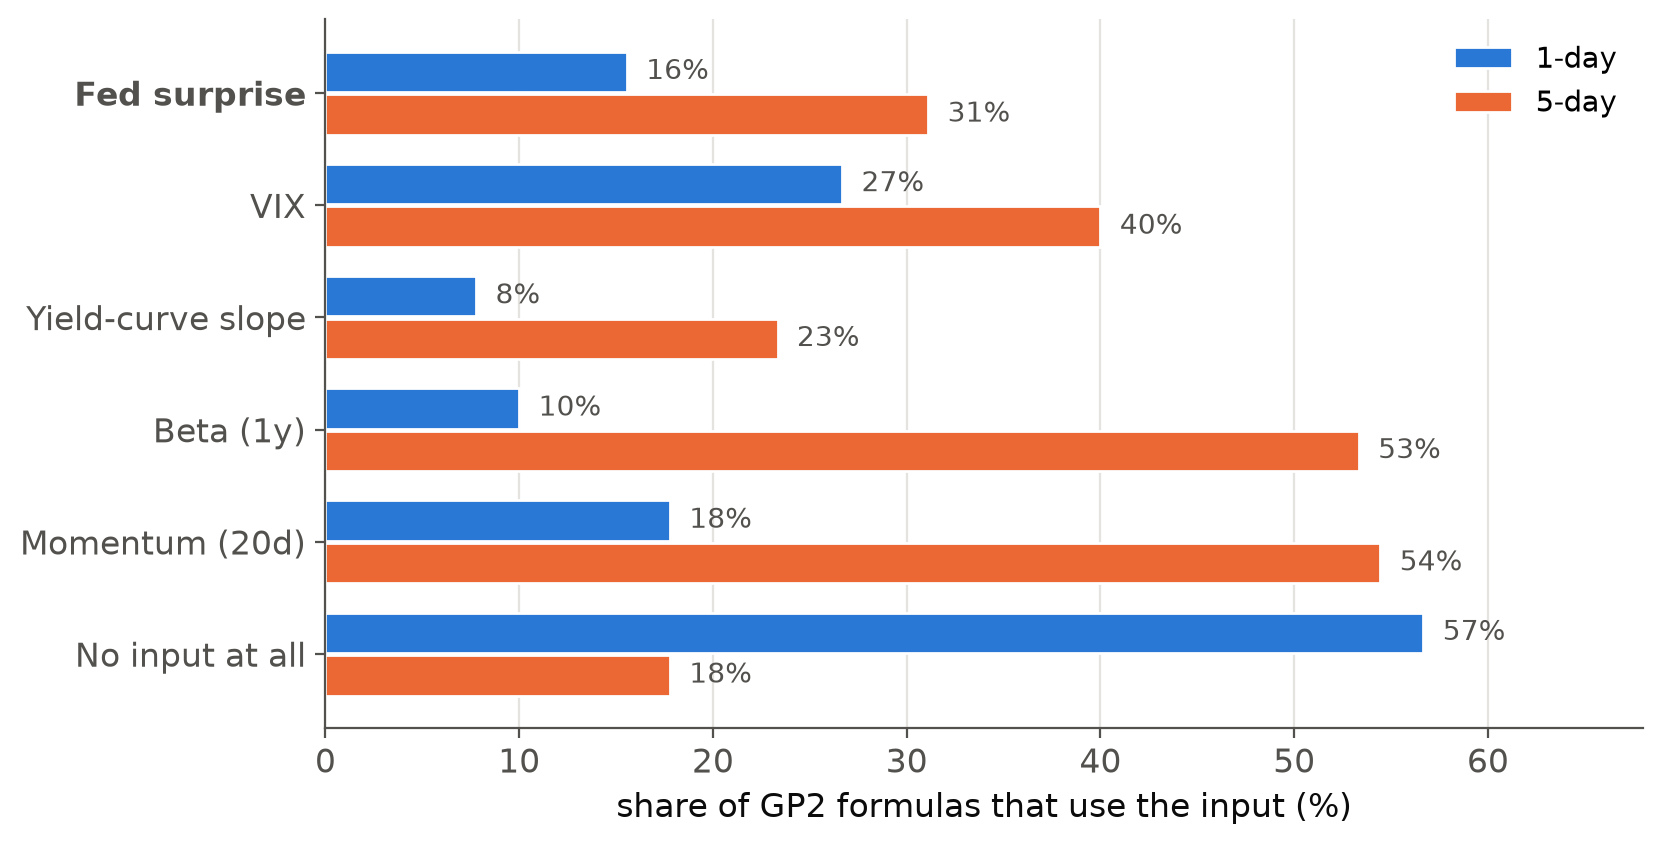 1-day
5-day
Fed surprise
16%
31%
VIX
27%
40%
Yield-curve slope
8%
23%
Beta (1y)
10%
53%
Momentum (20d)
18%
54%
No input at all
57%
18%
0 10 20 30 40 50 60
share of GP2 formulas that use the input (%)